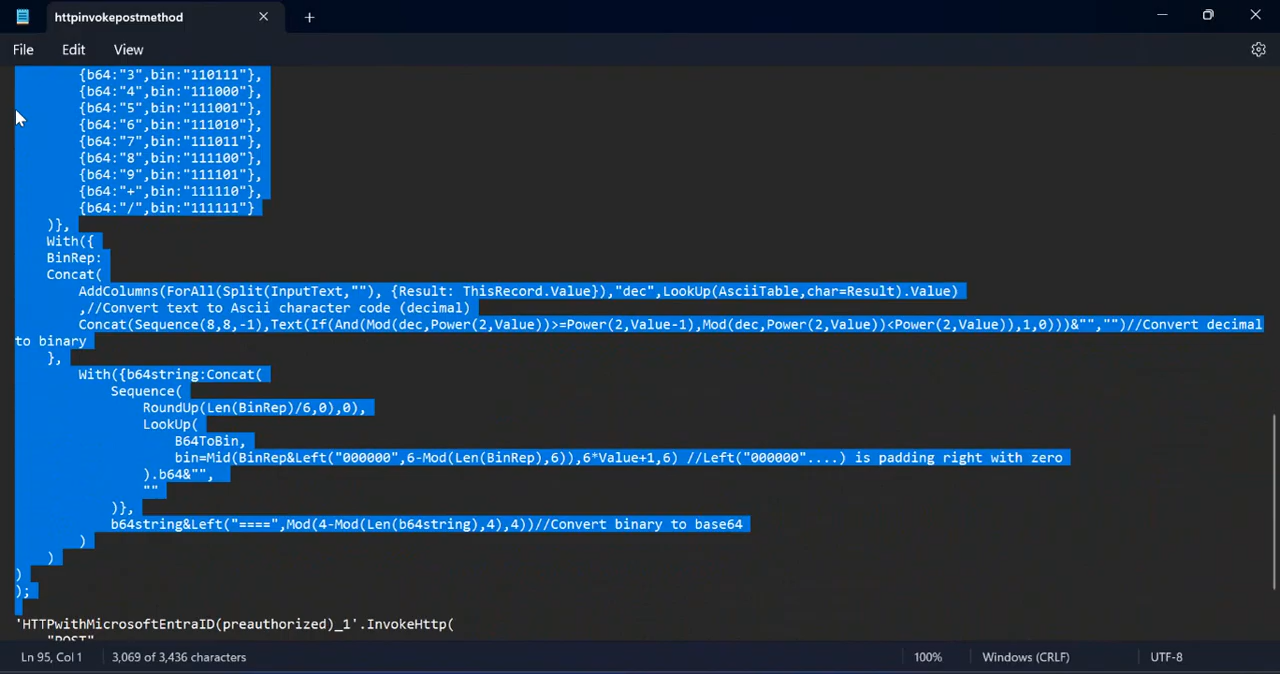 httpinvokepostmethod
File Edit View
{b64:"3",bin:"110111"},
{b64:"4",bin:"111000"},
{b64:"5",bin:"111001"},
{b64:"6",bin:"111010"},
{b64:"7",bin:"111011"},
{b64:"8",bin:"111100"},
{b64:"9",bin:"111101"},
{b64:"+",bin:"111110"},
{b64:"/",bin:"111111"}
)},
With({
BinRep:
Concat(
AddColumns(ForAll(Split(InputText,""), {Result: ThisRecord.Value}),"dec",LookUp(AsciiTable,char=Result).Value)
,//Convert text to Ascii character code (decimal)
Concat(Sequence(8,8,-1),Text(If(And(Mod(dec,Power(2,Value))>=Power(2,Value-1),Mod(dec,Power(2,Value))<Power(2,Value)),1,0)))&"","")//Convert decimal
to binary
},
With({b64string:Concat(
Sequence(
RoundUp(Len(BinRep)/6,0),0),
LookUp(
B64ToBin,
bin=Mid(BinRep&Left("000000",6-Mod(Len(BinRep),6)),6*Value+1,6) //Left("000000"....) is padding right with zero
).b64&"",
""
)},
b64string&Left("====",Mod(4-Mod(Len(b64string),4),4))//Convert binary to base64
)
)
)
);
'HTTPwithMicrosoftEntraID(preauthorized)_1'.InvokeHttp(
"POST"
Ln 95, Col 1 3,069 of 3,436 characters 100% Windows (CRLF) UTF-8